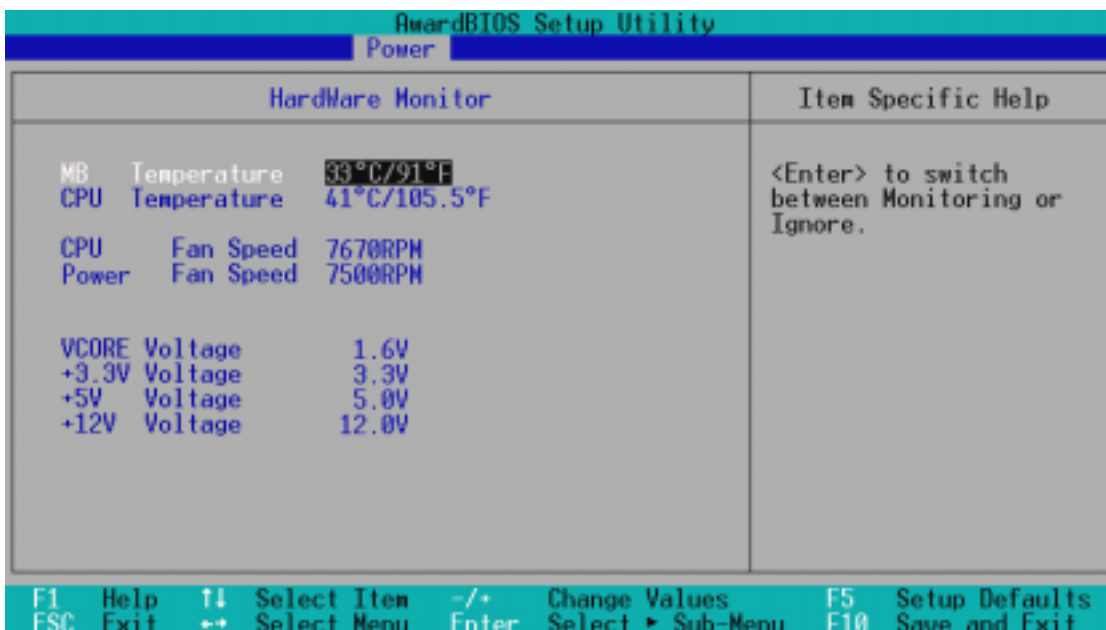 AwardBIOS Setup Utility
Power
HardWare Monitor
Item Specific Help
MB Temperature 33°C/91°F
CPU Temperature 41°C/105.5°F
CPU Fan Speed 7670RPM
Power Fan Speed 7500RPM
VCORE Voltage 1.6V
+3.3V Voltage 3.3V
+5V Voltage 5.0V
+12V Voltage 12.0V
<Enter> to switch
between Monitoring or
Ignore.
F1 Help ↑↓ Select Item -/+ Change Values F5 Setup Defaults
ESC Exit ←→ Select Menu Enter Select ► Sub-Menu F10 Save and Exit